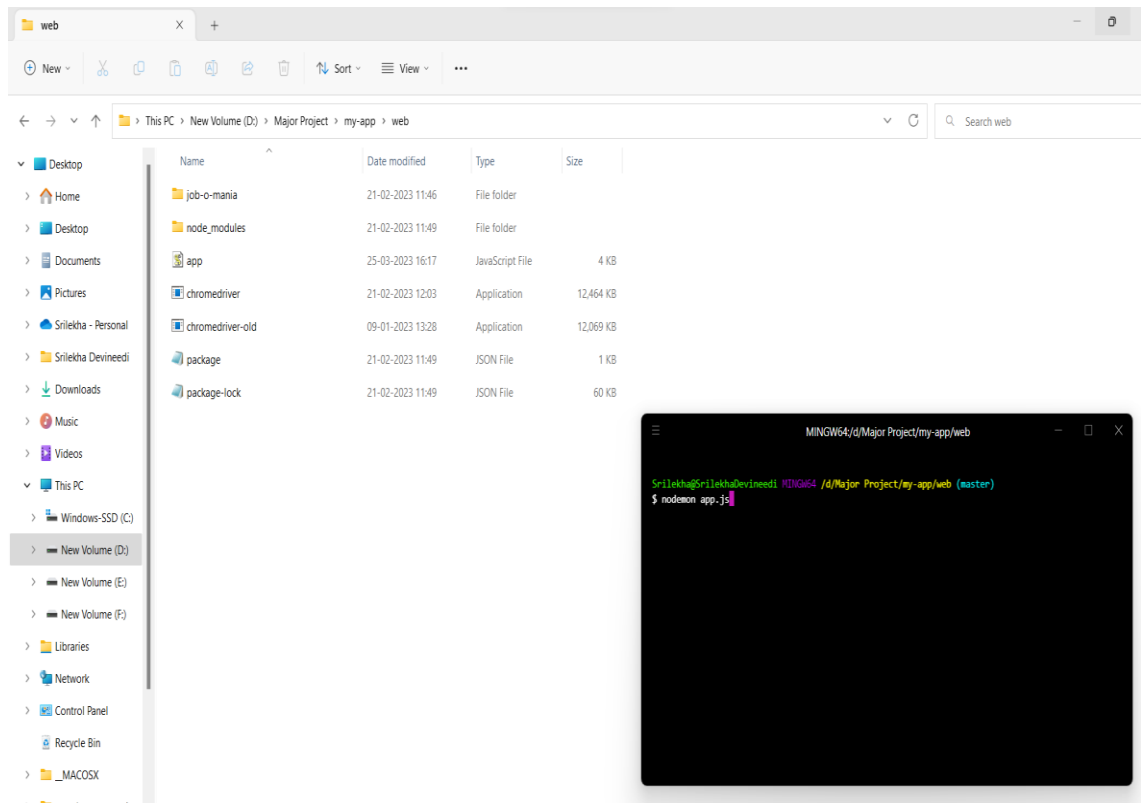 web
New
Sort
View
This PC > New Volume (D:) > Major Project > my-app > web
Search web
Name Date modified Type Size
job-o-mania 21-02-2023 11:46 File folder
node_modules 21-02-2023 11:49 File folder
app 25-03-2023 16:17 JavaScript File 4 KB
chromedriver 21-02-2023 12:03 Application 12,464 KB
chromedriver-old 09-01-2023 13:28 Application 12,069 KB
package 21-02-2023 11:49 JSON File 1 KB
package-lock 21-02-2023 11:49 JSON File 60 KB
Desktop
Home
Desktop
Documents
Pictures
Srilekha - Personal
Srilekha Devineedi
Downloads
Music
Videos
This PC
Windows-SSD (C:)
New Volume (D:)
New Volume (E:)
New Volume (F:)
Libraries
Network
Control Panel
Recycle Bin
__MACOSX
MINGW64:/d/Major Project/my-app/web
Srilekha@SrilekhaDevineedi MINGW64 /d/Major Project/my-app/web (master)
$ nodemon app.js